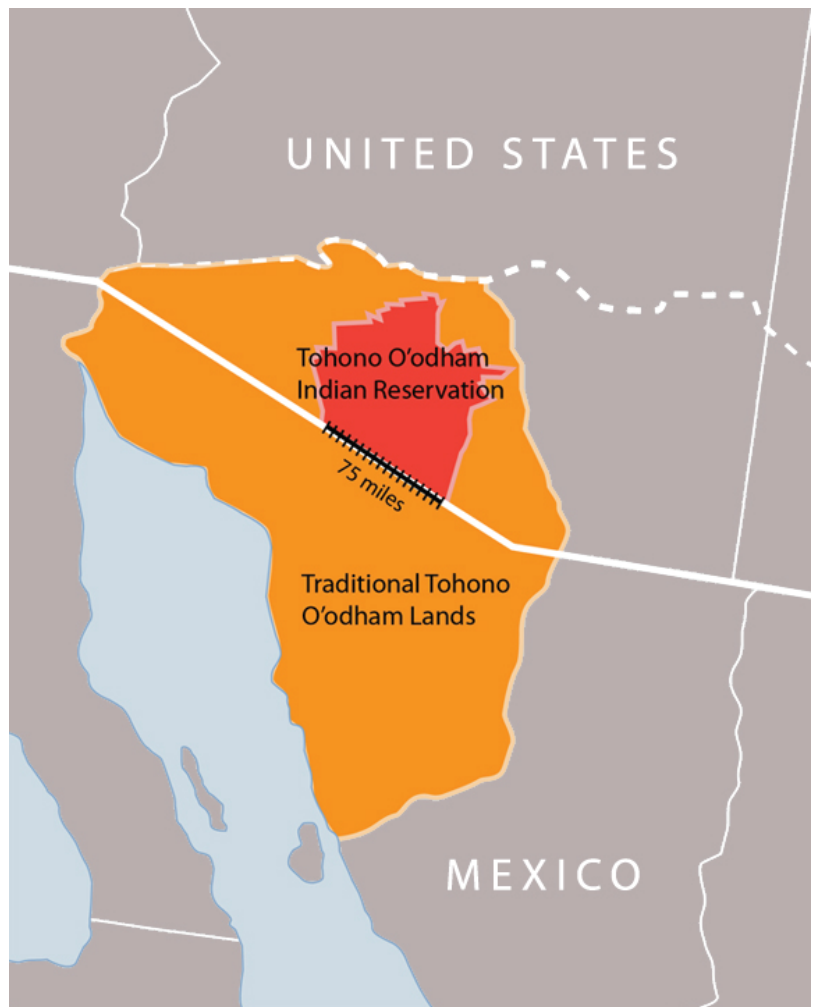 UNITED STATES
Tohono O'odham
Indian Reservation
75 miles
Traditional Tohono
O'odham Lands
MEXICO